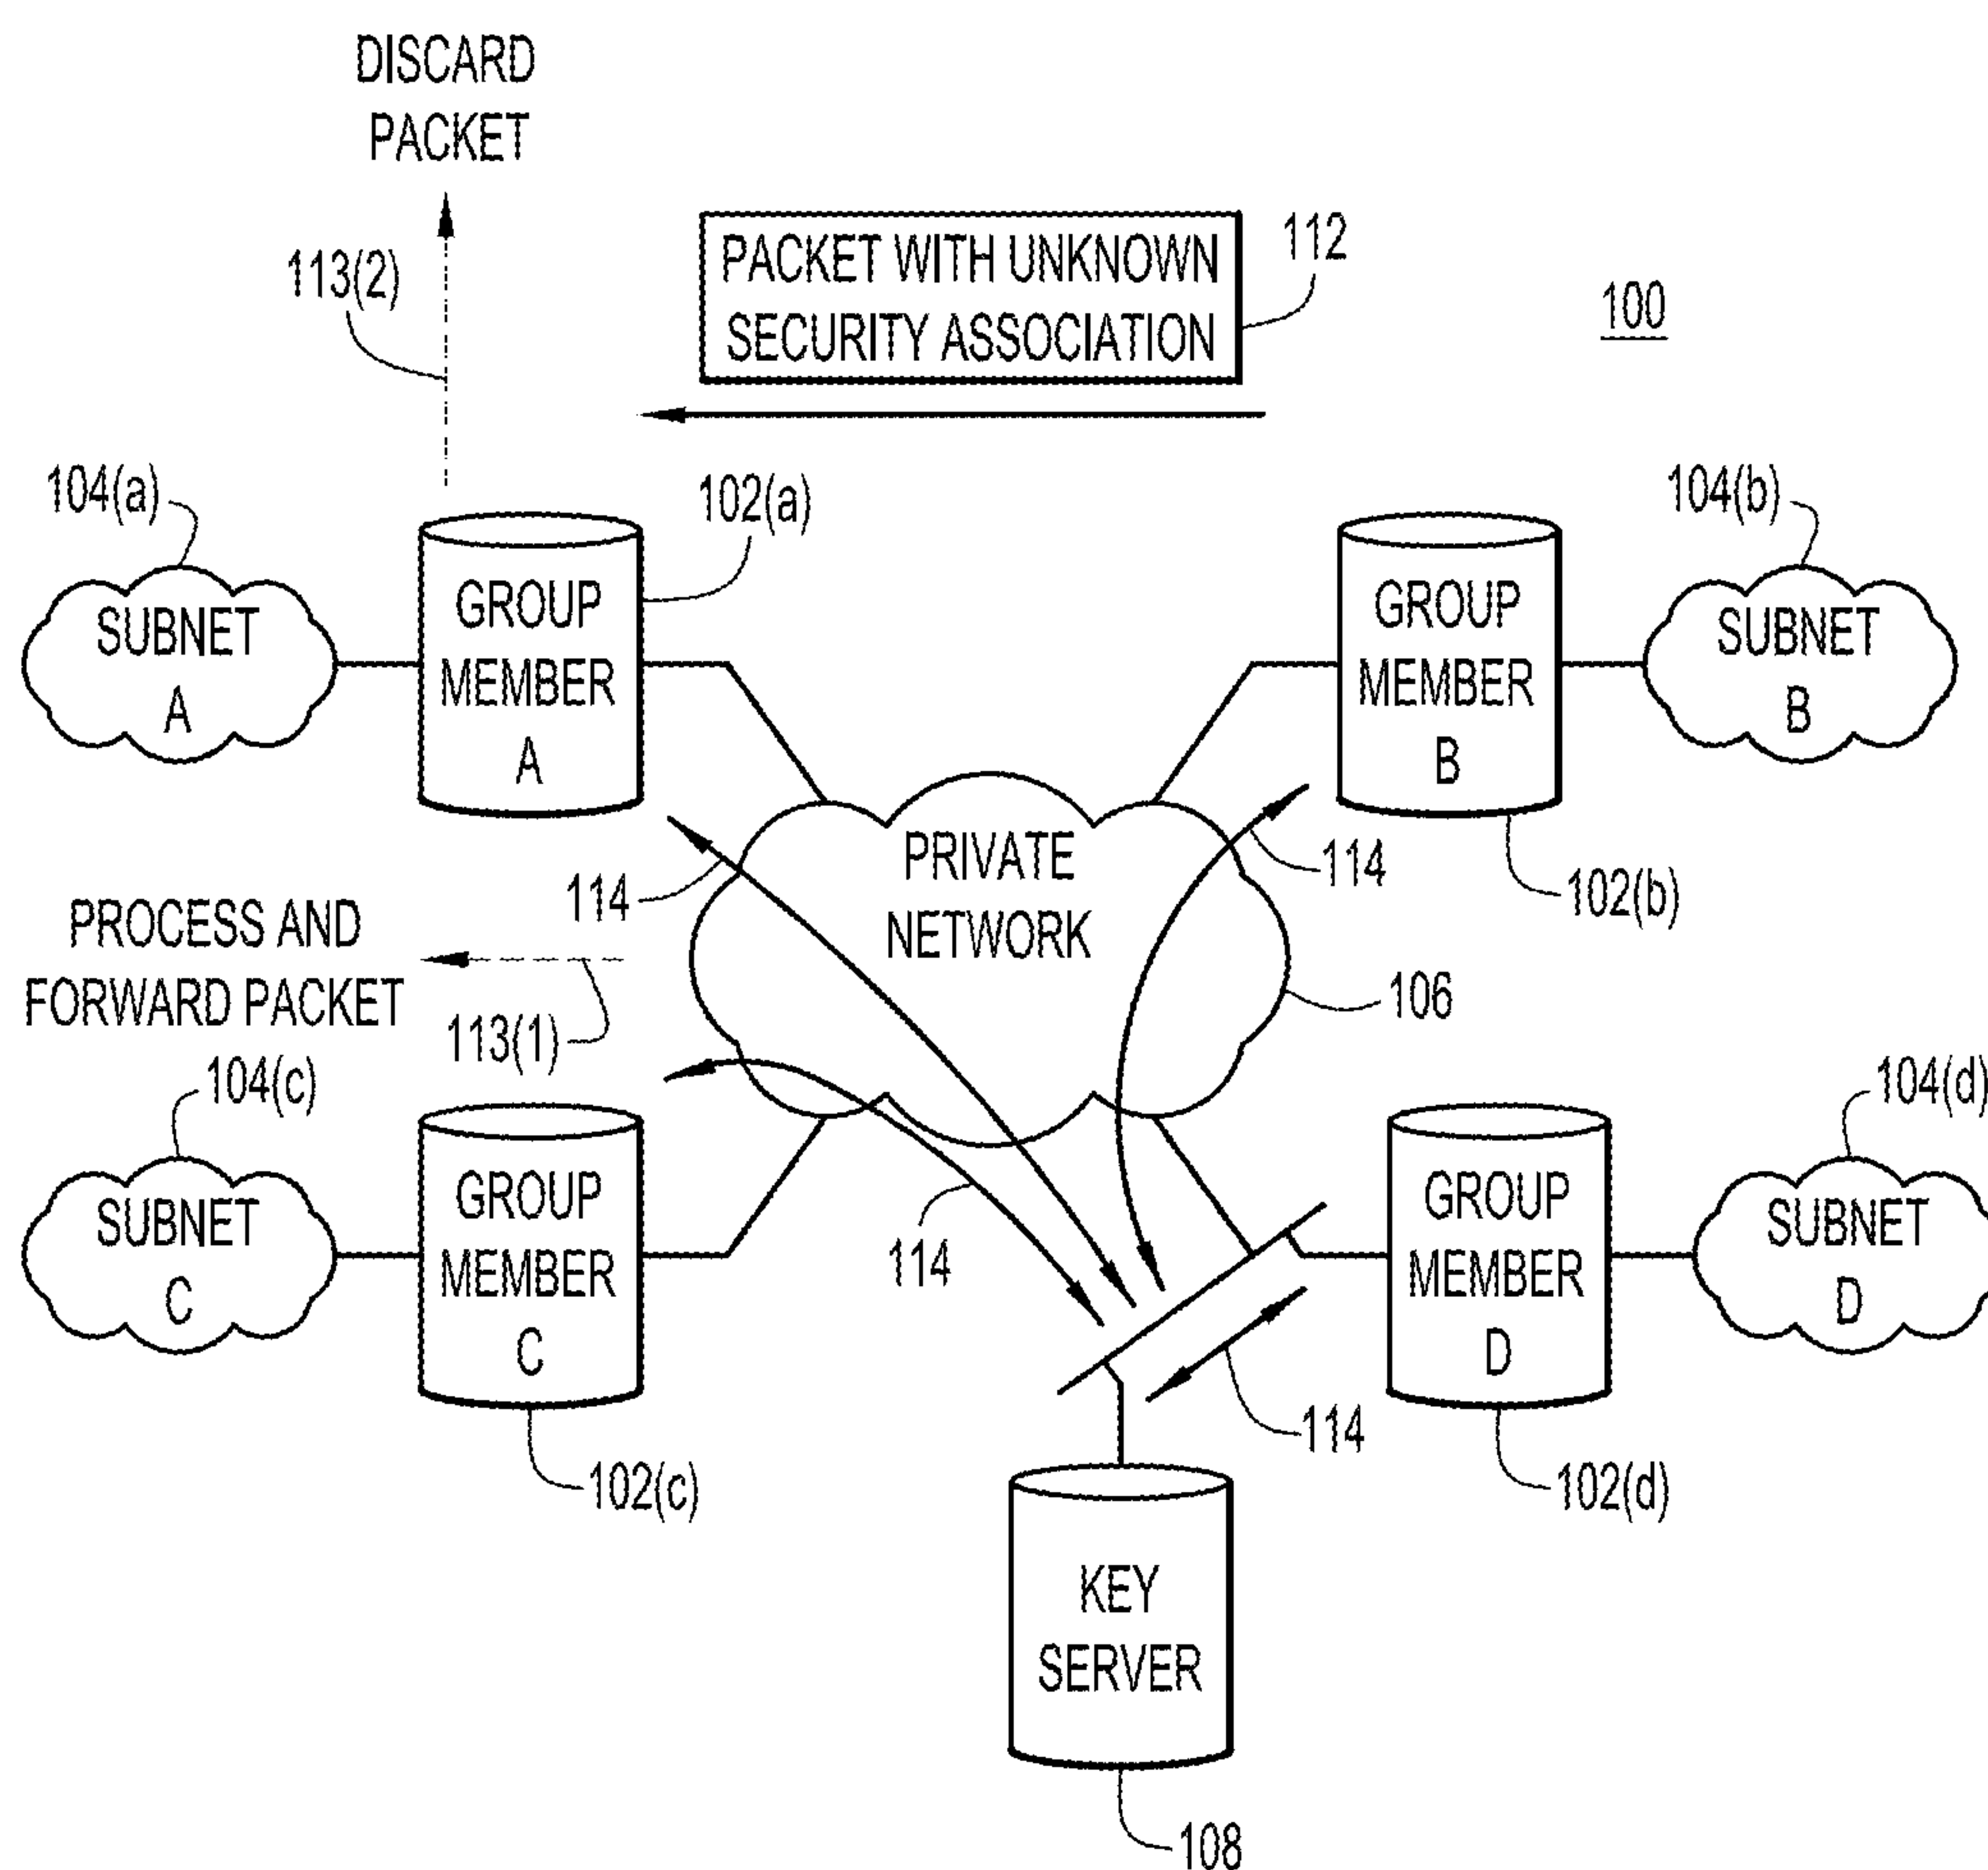 DISCARD
PACKET
113(2)
PACKET WITH UNKNOWN
SECURITY ASSOCIATION
112
100
104(a)
102(a)
104(b)
SUBNET
A
GROUP
MEMBER
A
GROUP
MEMBER
B
SUBNET
B
114
PRIVATE
NETWORK
114
102(b)
PROCESS AND
FORWARD PACKET
113(1)
106
104(c)
104(d)
SUBNET
C
GROUP
MEMBER
C
114
GROUP
MEMBER
D
SUBNET
D
114
102(c)
102(d)
KEY
SERVER
108